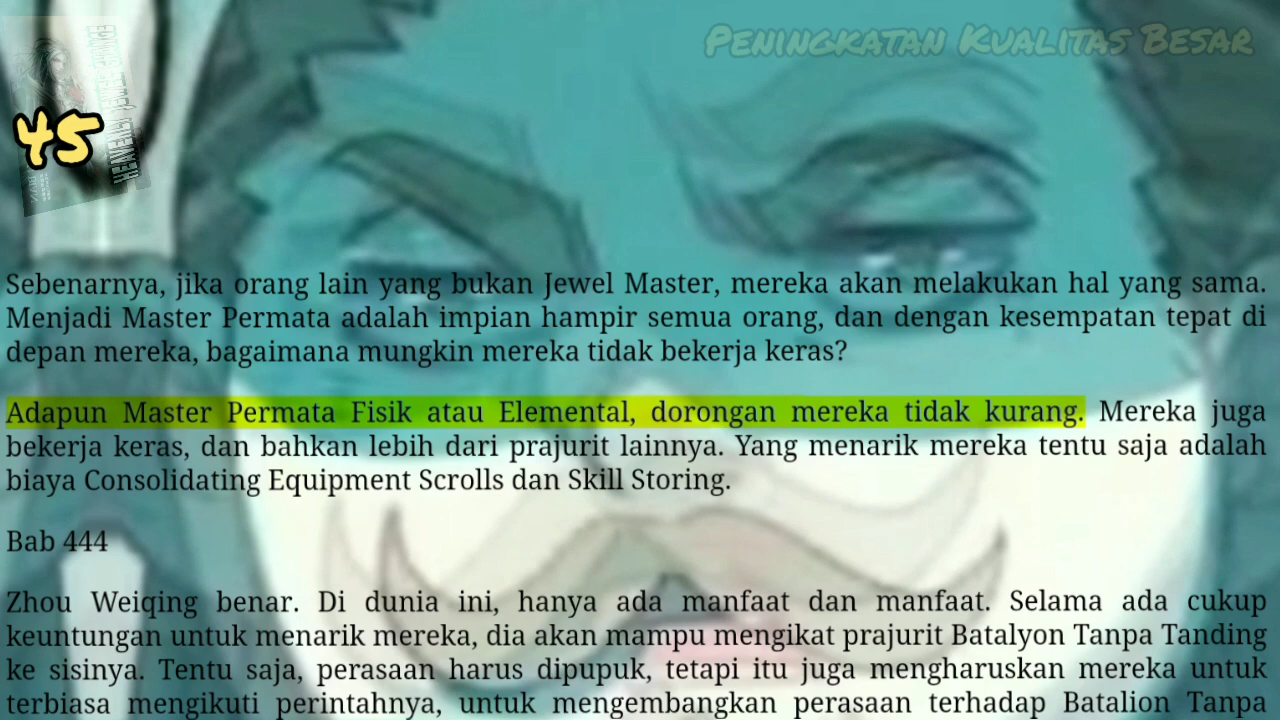 Peningkatan Kualitas Besar
45
Sebenarnya, jika orang lain yang bukan Jewel Master, mereka akan melakukan hal yang sama.
Menjadi Master Permata adalah impian hampir semua orang, dan dengan kesempatan tepat di
depan mereka, bagaimana mungkin mereka tidak bekerja keras?
Adapun Master Permata Fisik atau Elemental, dorongan mereka tidak kurang. Mereka juga
bekerja keras, dan bahkan lebih dari prajurit lainnya. Yang menarik mereka tentu saja adalah
biaya Consolidating Equipment Scrolls dan Skill Storing.
Bab 444
Zhou Weiqing benar. Di dunia ini, hanya ada manfaat dan manfaat. Selama ada cukup
keuntungan untuk menarik mereka, dia akan mampu mengikat prajurit Batalyon Tanpa Tanding
ke sisinya. Tentu saja, perasaan harus dipupuk, tetapi itu juga mengharuskan mereka untuk
terbiasa mengikuti perintahnya, untuk mengembangkan perasaan terhadap Batalion Tanpa